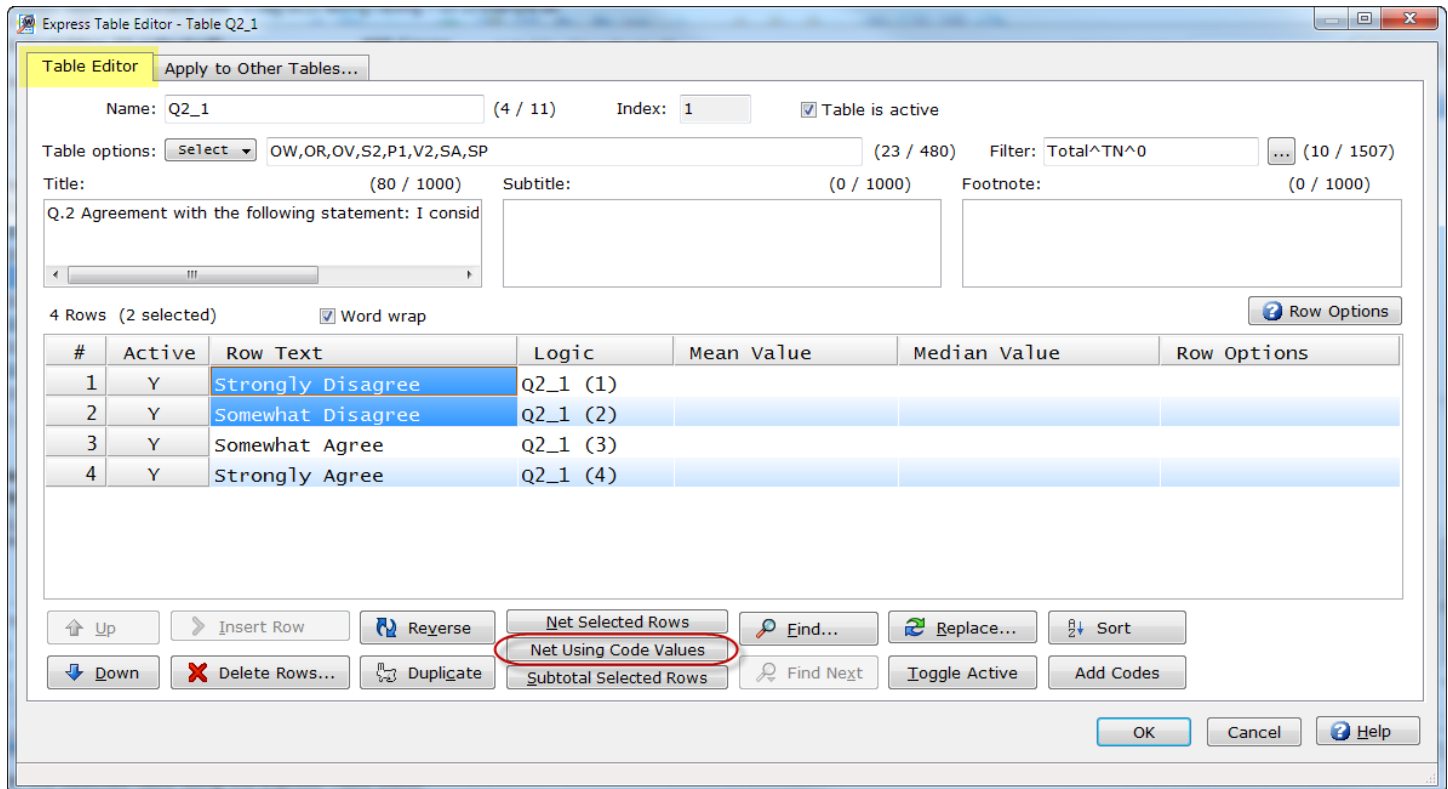 Express Table Editor - Table Q2_1
Table Editor Apply to Other Tables...
Name: Q2_1 (4 / 11) Index: 1 Table is active
Table options: Select OW,OR,OV,S2,P1,V2,SA,SP (23 / 480) Filter: Total^TN^0 ... (10 / 1507)
Title: (80 / 1000) Subtitle: (0 / 1000) Footnote: (0 / 1000)
Q.2 Agreement with the following statement: I consid
4 Rows (2 selected) Word wrap Row Options
# Active Row Text Logic Mean Value Median Value Row Options
1 Y Strongly Disagree Q2_1 (1)
2 Y Somewhat Disagree Q2_1 (2)
3 Y Somewhat Agree Q2_1 (3)
4 Y Strongly Agree Q2_1 (4)
Up Insert Row Reverse Net Selected Rows Find... Replace... Sort
Net Using Code Values
Down Delete Rows... Duplicate Subtotal Selected Rows Find Next Toggle Active Add Codes
OK Cancel Help